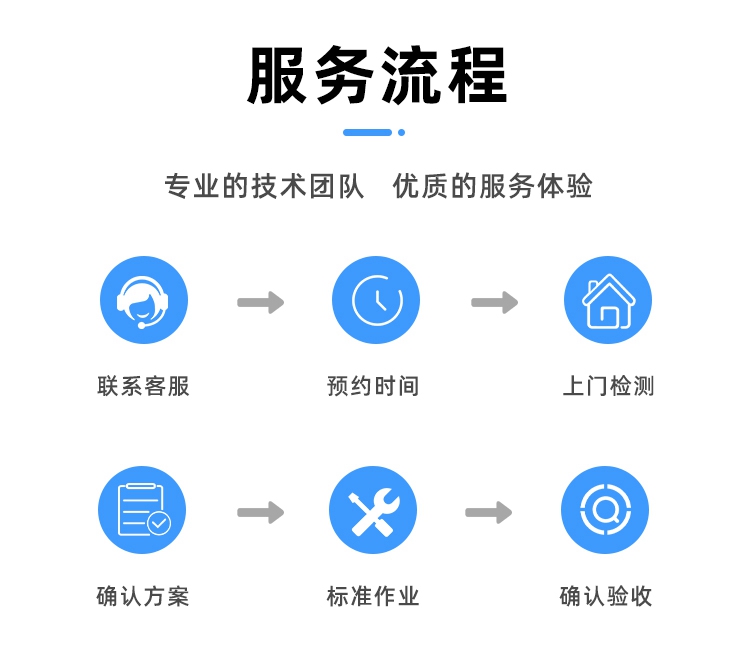 服务流程
专业的技术团队 优质的服务体验
联系客服 预约时间 上门检测
确认方案 标准作业 确认验收